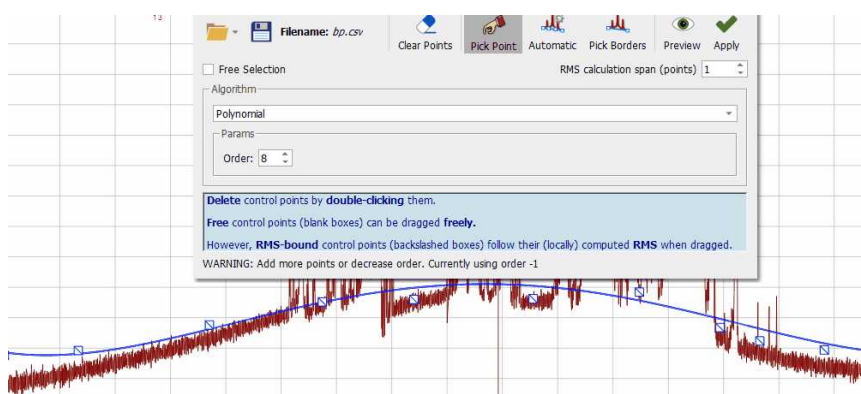 13
Filename: bp.csv
Clear Points Pick Point Automatic Pick Borders Preview Apply
Free Selection RMS calculation span (points) 1
Algorithm
Polynomial
Params
Order: 8
Delete control points by double-clicking them.
Free control points (blank boxes) can be dragged freely.
However, RMS-bound control points (backslashed boxes) follow their (locally) computed RMS when dragged.
WARNING: Add more points or decrease order. Currently using order -1